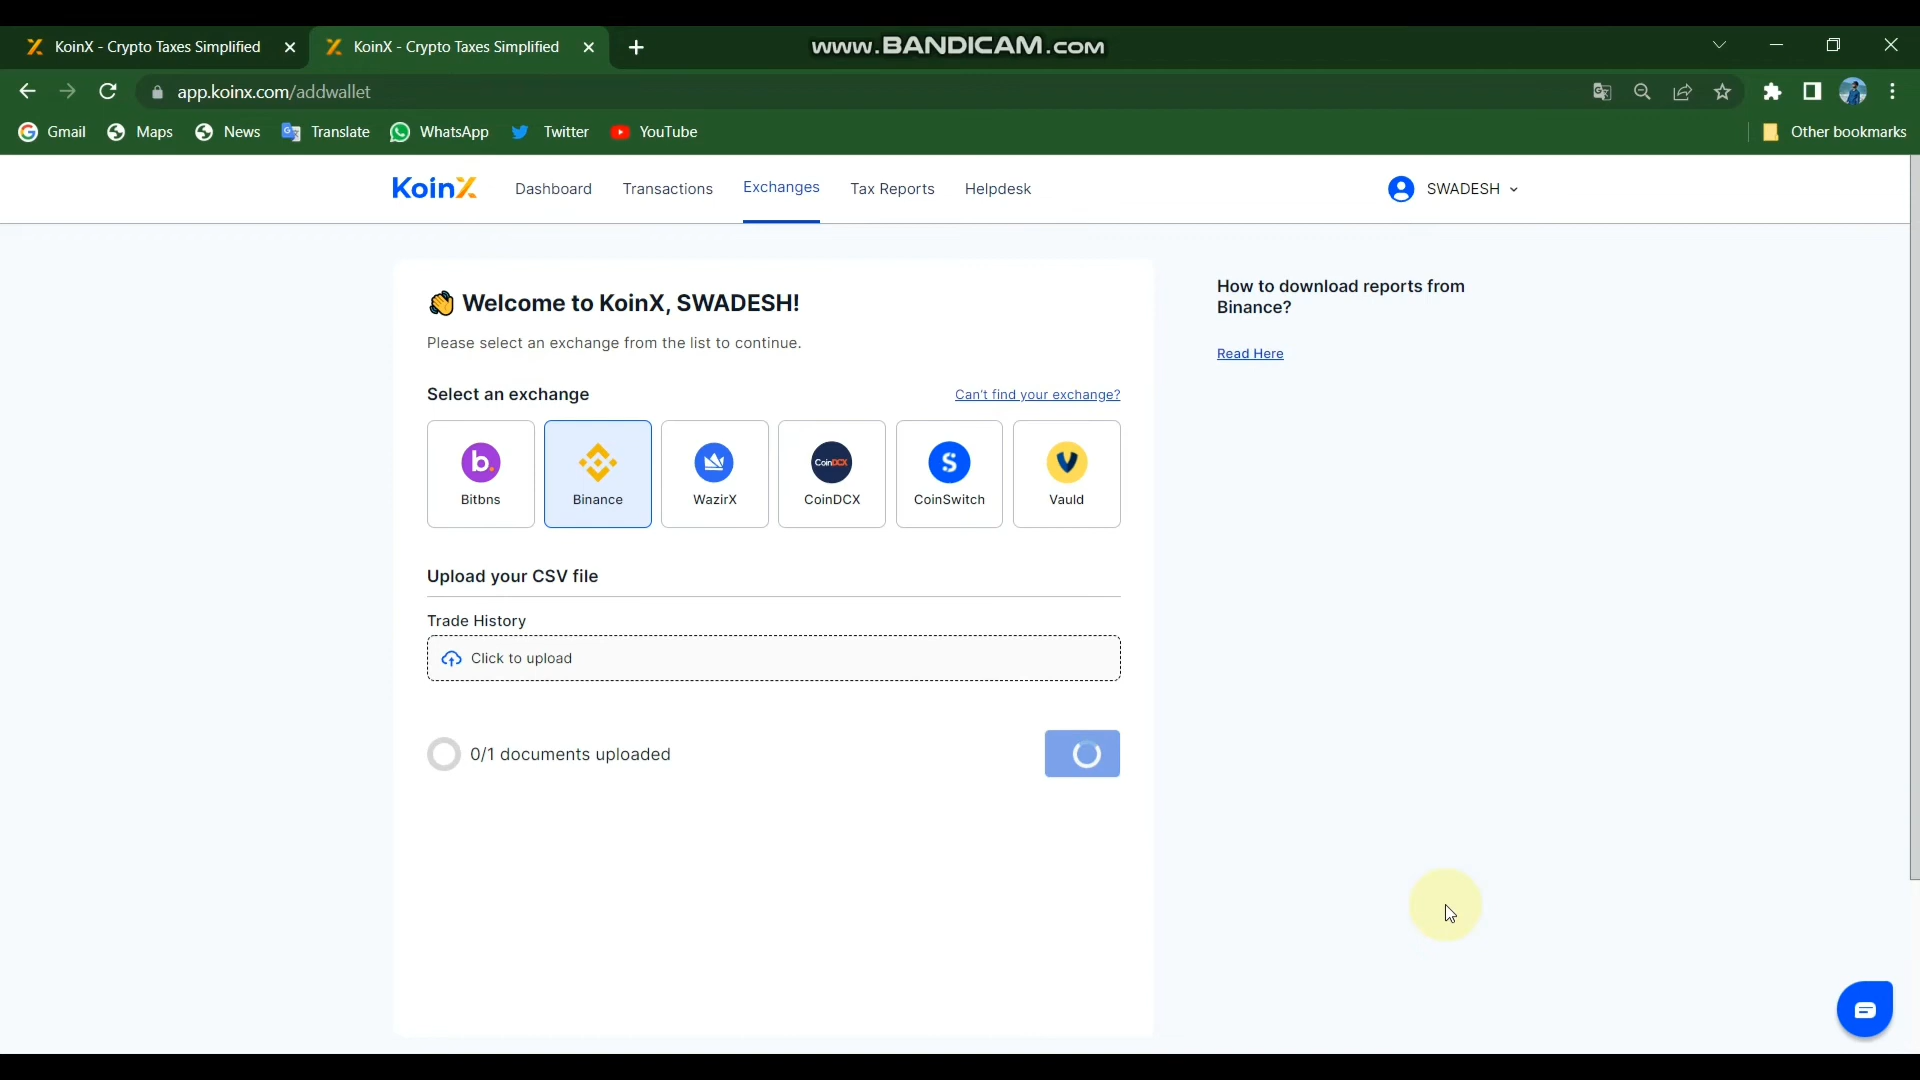 KoinX - Crypto Taxes Simplified
KoinX - Crypto Taxes Simplified
www.BANDICAM.com
app.koinx.com/addwallet
Gmail
Maps
News
Translate
WhatsApp
Twitter
YouTube
Other bookmarks
KoinX
Dashboard
Transactions
Exchanges
Tax Reports
Helpdesk
SWADESH
Welcome to KoinX, SWADESH!
Please select an exchange from the list to continue.
How to download reports from
Binance?
Read Here
Select an exchange
Can't find your exchange?
b.
Bitbns
Binance
WazirX
CoinDCX
CoinDCX
S
CoinSwitch
V
Vauld
Upload your CSV file
Trade History
Click to upload
0/1 documents uploaded